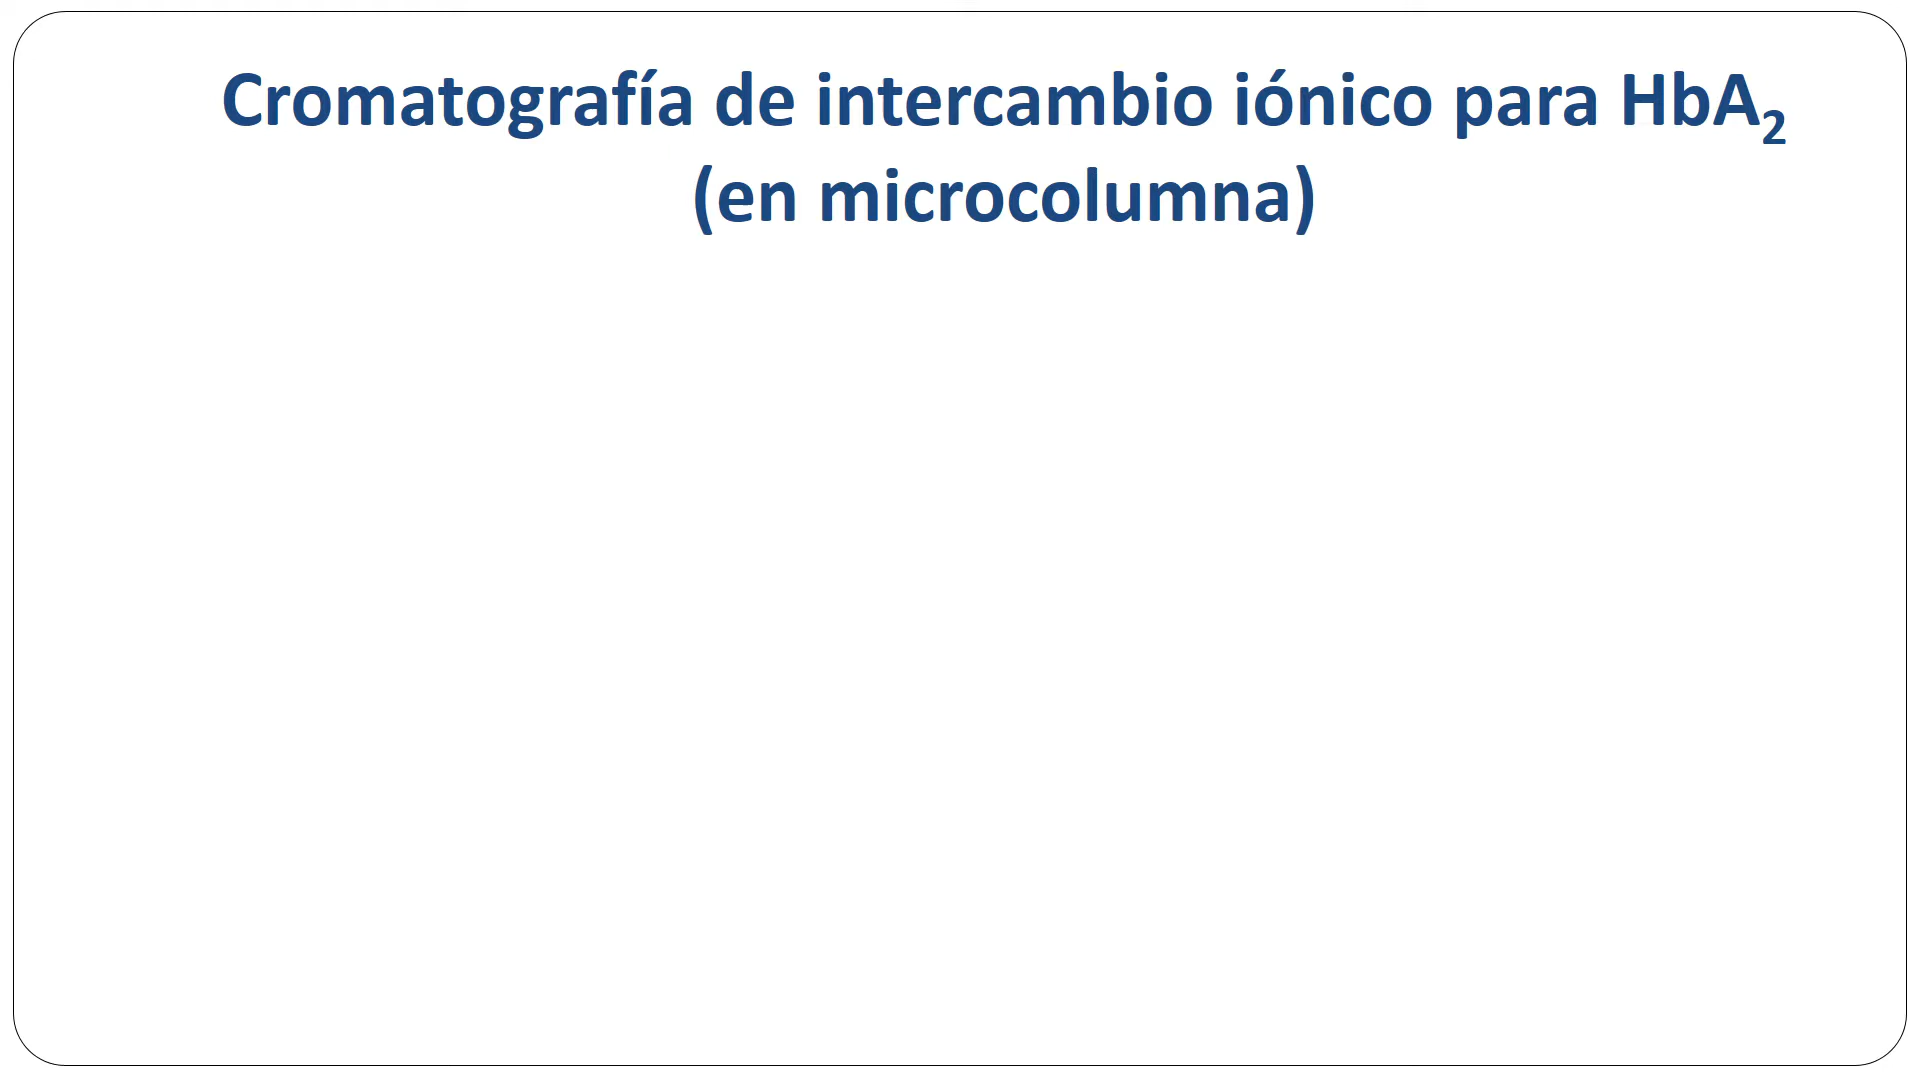 Cromatografía de intercambio iónico para HbA₂
(en microcolumna)